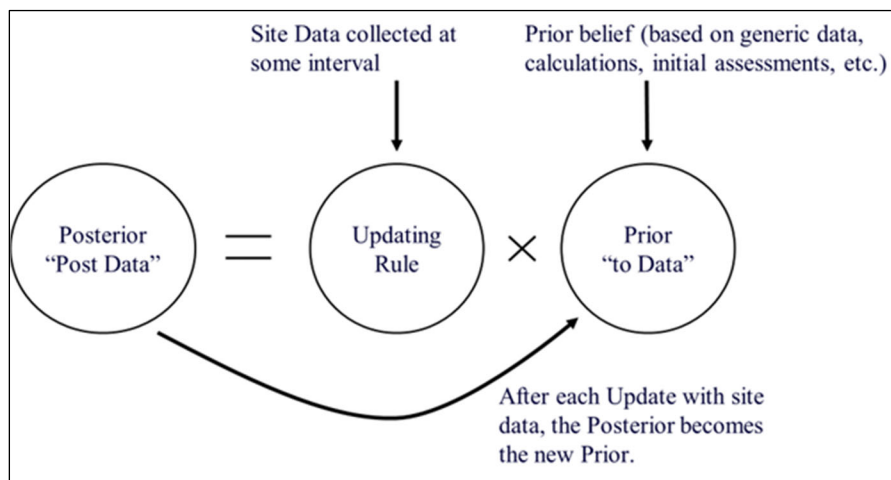 Site Data collected at
some interval
Prior belief (based on generic data,
calculations, initial assessments, etc.)
Posterior
“Post Data”
=
Updating
Rule
×
Prior
“to Data”
After each Update with site
data, the Posterior becomes
the new Prior.